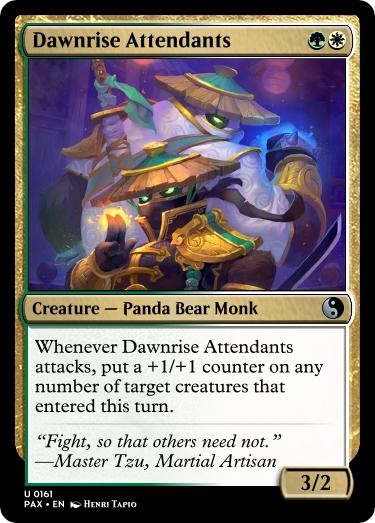 Dawnrise Attendants
Creature — Panda Bear Monk
Whenever Dawnrise Attendants
attacks, put a +1/+1 counter on any
number of target creatures that
entered this turn.
“Fight, so that others need not.”
—Master Tzu, Martial Artisan
3/2
U 0161
PAX • EN Henri Tapio